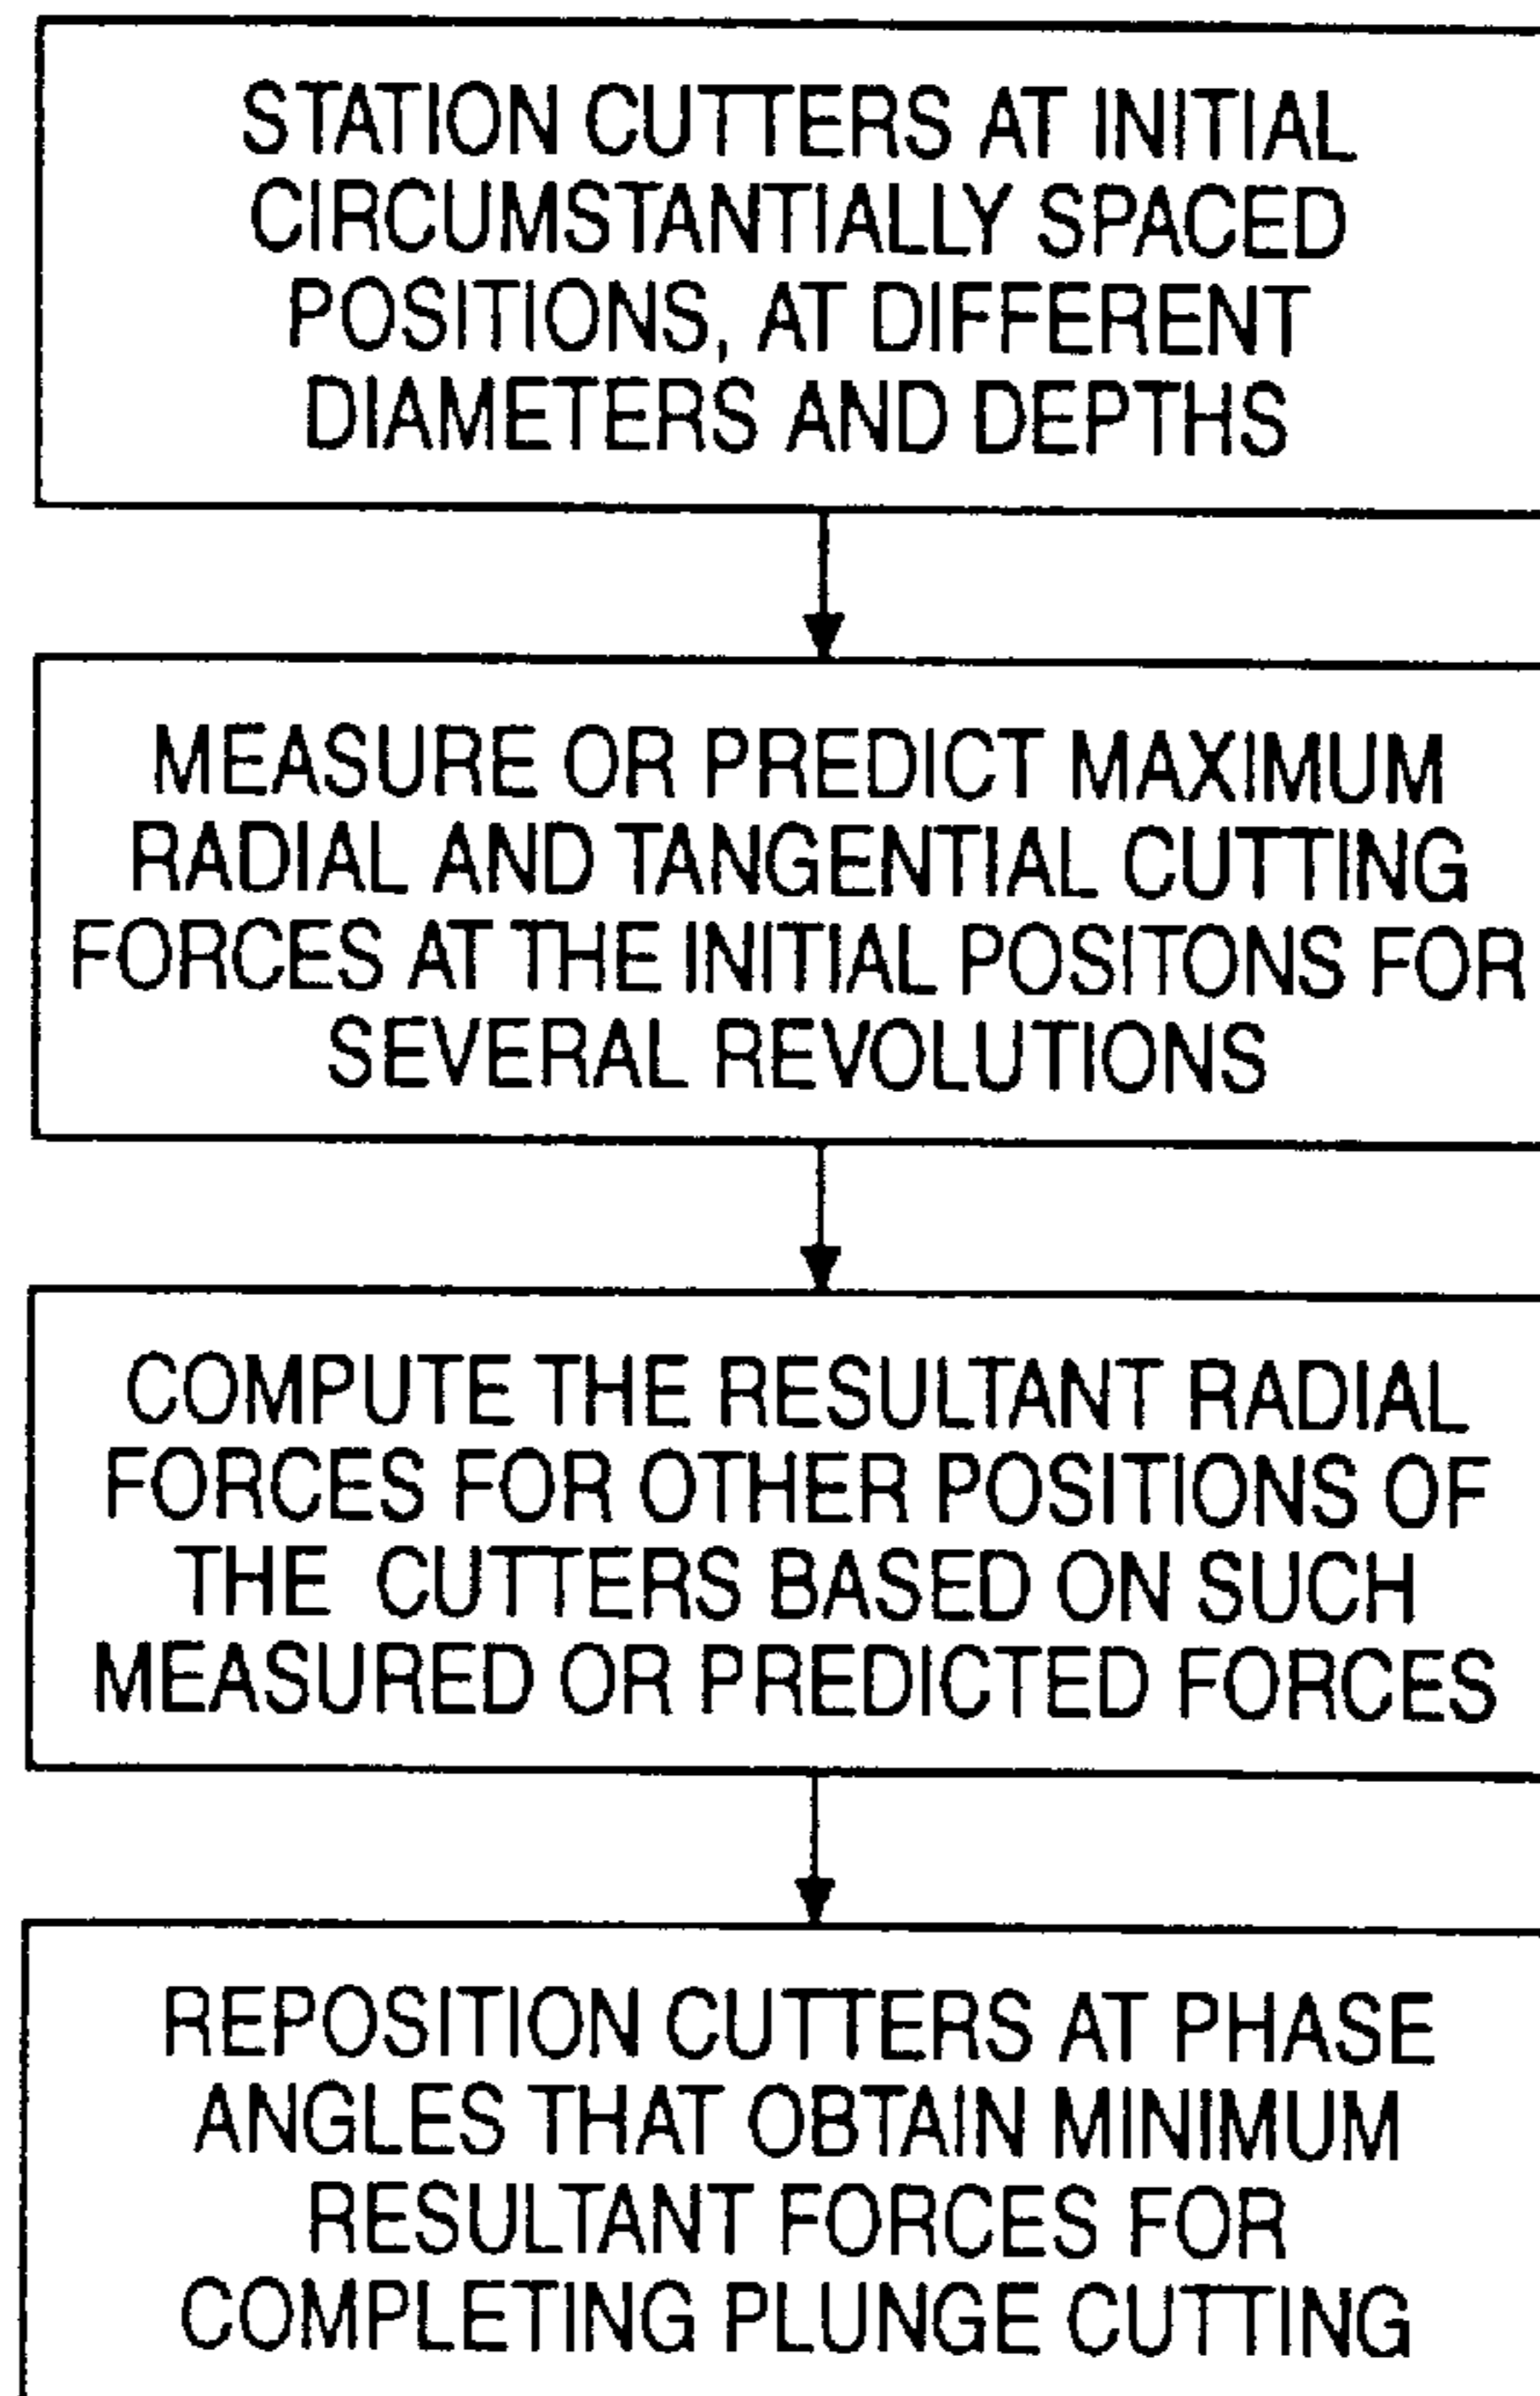 STATION CUTTERS AT INITIAL
CIRCUMSTANTIALLY SPACED
POSITIONS, AT DIFFERENT
DIAMETERS AND DEPTHS
MEASURE OR PREDICT MAXIMUM
RADIAL AND TANGENTIAL CUTTING
FORCES AT THE INITIAL POSITONS FOR
SEVERAL REVOLUTIONS
COMPUTE THE RESULTANT RADIAL
FORCES FOR OTHER POSITIONS OF
THE CUTTERS BASED ON SUCH
MEASURED OR PREDICTED FORCES
REPOSITION CUTTERS AT PHASE
ANGLES THAT OBTAIN MINIMUM
RESULTANT FORCES FOR
COMPLETING PLUNGE CUTTING